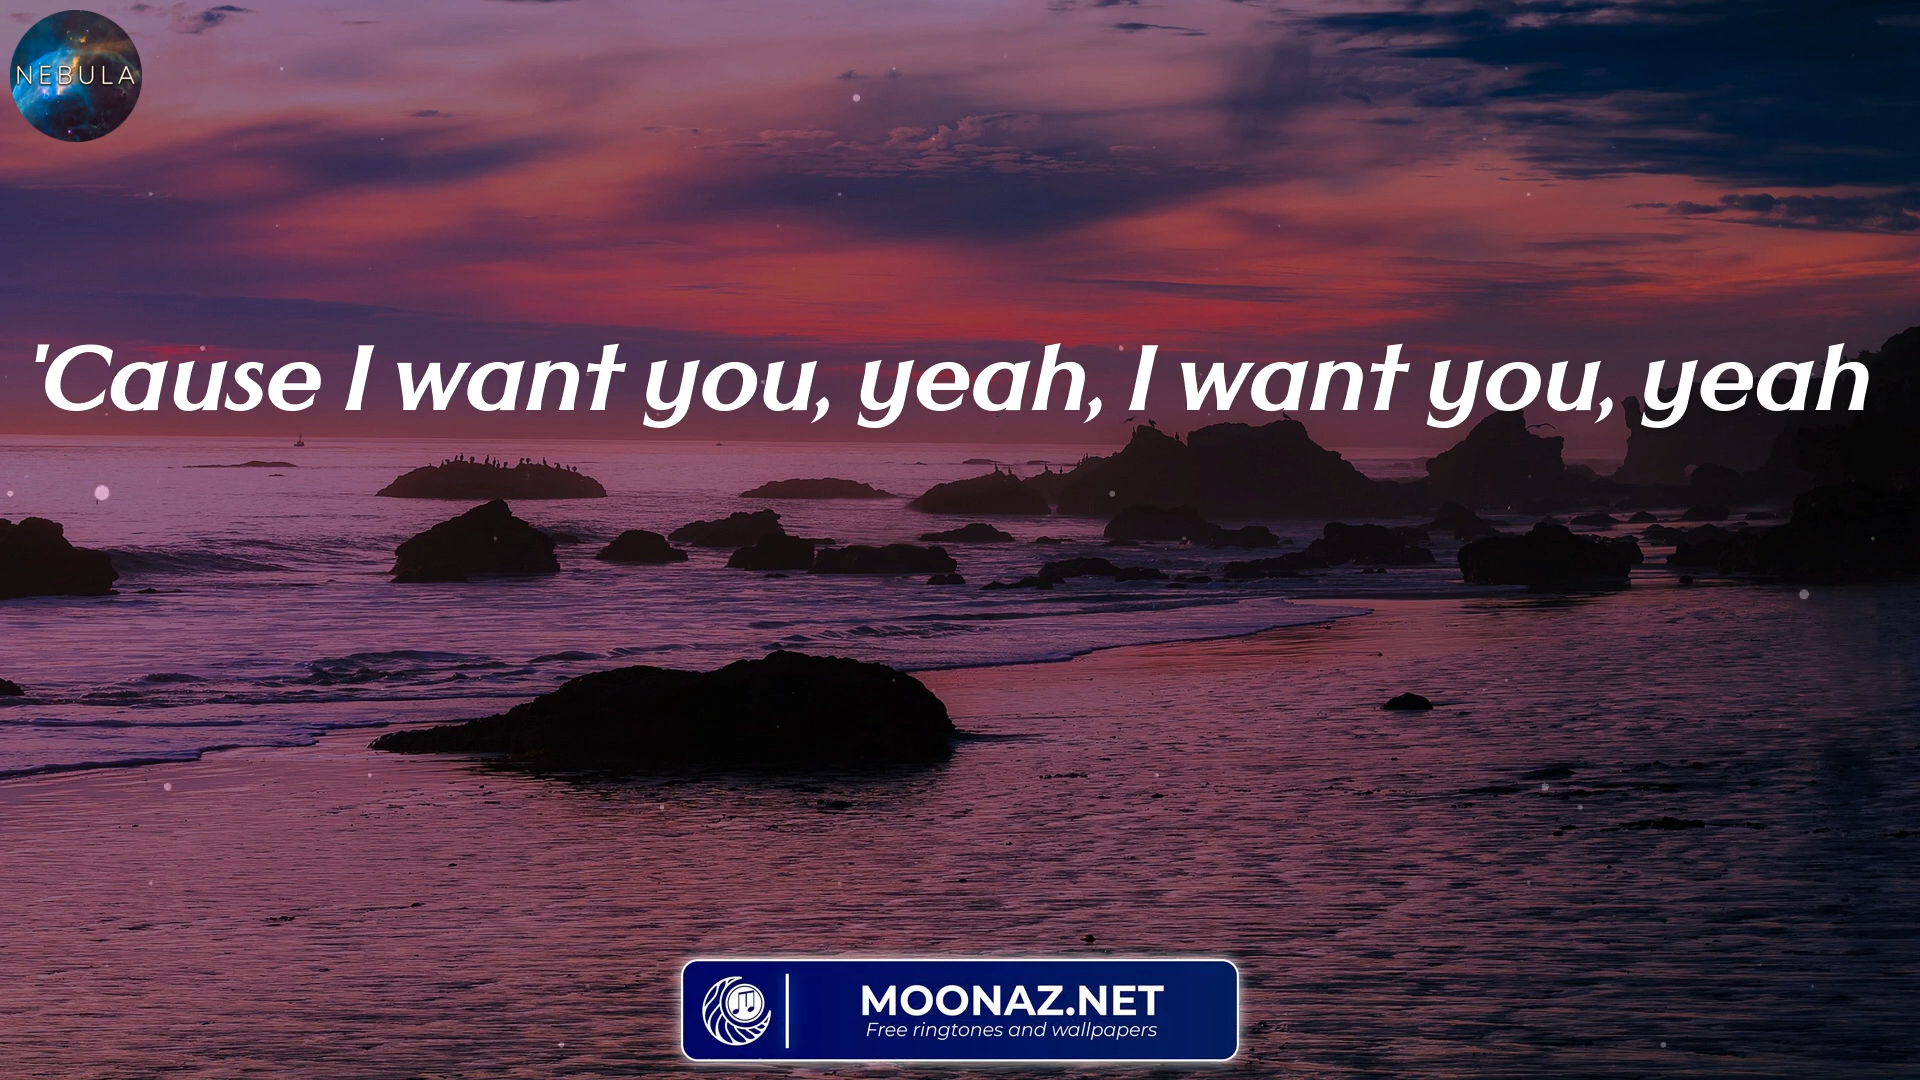 NEBULA
'Cause I want you, yeah, I want you, yeah
MOONAZ.NET
Free ringtones and wallpapers